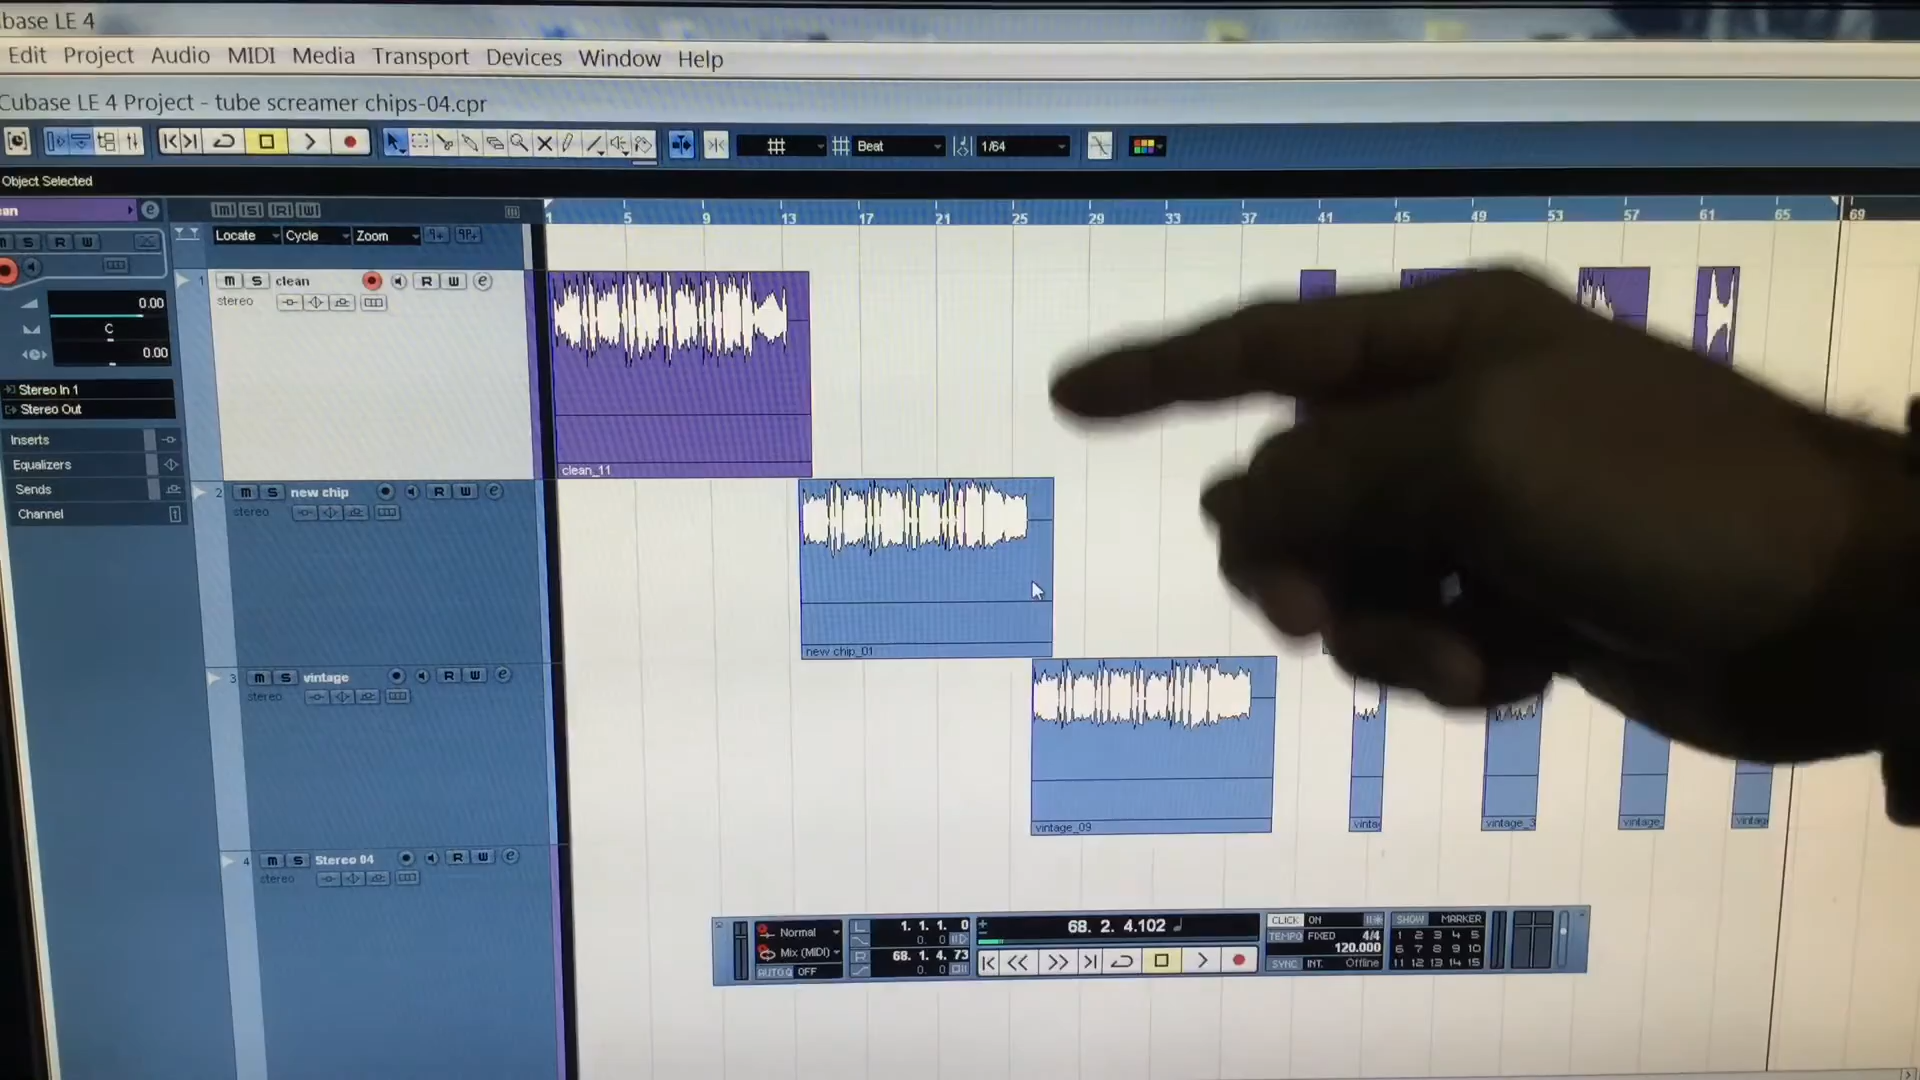 base LE 4
Edit Project Audio MIDI Media Transport Devices Window Help
Cubase LE 4 Project - tube screamer chips-04.cpr
Beat 1/64
Object Selected
1 5 9 13 17 21 25 29 33 37 41 45 49 53 57 61 65 69
an e
M S R W
Locate Cycle Zoom
1 m S clean R W e
stereo
0.00
C
0.00
Stereo In 1
Stereo Out
Inserts
Equalizers
Sends
Channel
clean_11
2 m S new chip R W e
stereo
new chip_01
3 m S vintage R W e
stereo
vintage_09
vinta
vintage_3
vintage_
vintag
4 m S Stereo 04 R W e
stereo
Normal
Mix (MIDI)
AUTO Q OFF
L 1. 1. 1. 0
0. 0
R 68. 1. 4. 73
0. 0
68. 2. 4.102
CLICK ON
TEMPO FIXED 4/4
120.000
SYNC INT. Offline
SHOW MARKER
1 2 3 4 5
6 7 8 9 10
11 12 13 14 15